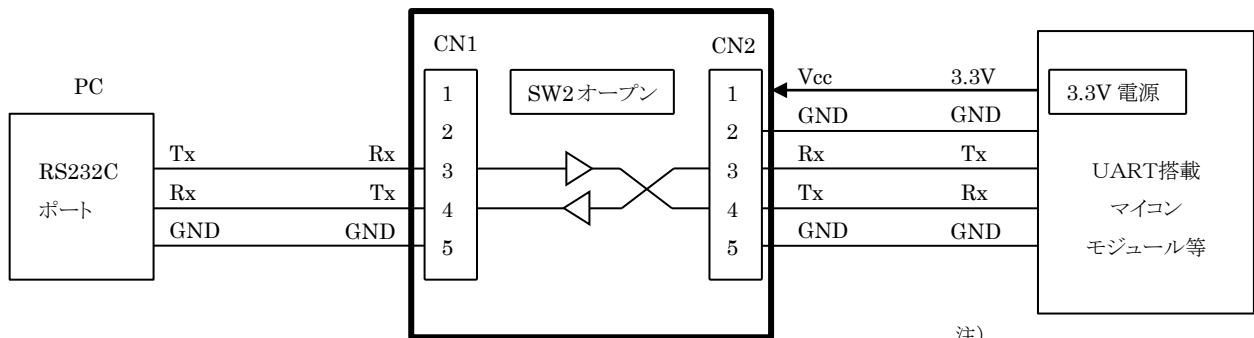 PC
RS232C
ポート
Tx
Rx
GND
Rx
Tx
GND
CN1
1
2
3
4
5
SW2オープン
CN2
1
2
3
4
5
Vcc
GND
Rx
Tx
GND
3.3V
GND
Tx
Rx
GND
3.3V 電源
UART搭載
マイコン
モジュール等
注）